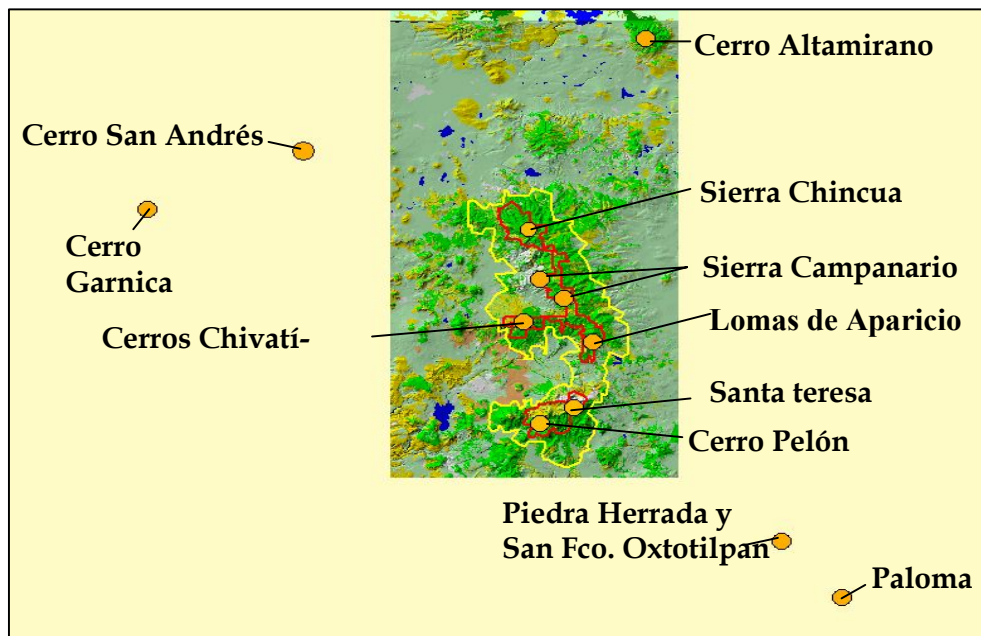 Cerro Altamirano
Cerro San Andrés
Sierra Chincua
Cerro
Garnica
Sierra Campanario
Lomas de Aparicio
Cerros Chivatí-
Santa teresa
Cerro Pelón
Piedra Herrada y
San Fco. Oxtotilpan
Paloma